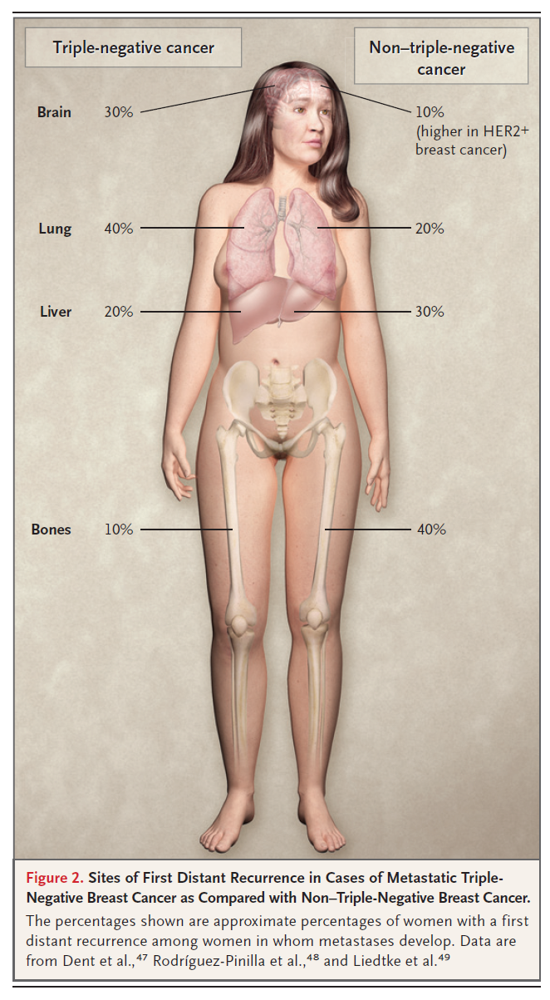 Triple-negative cancer
Non–triple-negative
cancer
Brain 30% 10%
(higher in HER2+
breast cancer)
Lung 40% 20%
Liver 20% 30%
Bones 10% 40%
Figure 2. Sites of First Distant Recurrence in Cases of Metastatic Triple-
Negative Breast Cancer as Compared with Non–Triple-Negative Breast Cancer.
The percentages shown are approximate percentages of women with a first
distant recurrence among women in whom metastases develop. Data are
from Dent et al.,⁴⁷ Rodríguez-Pinilla et al.,⁴⁸ and Liedtke et al.⁴⁹